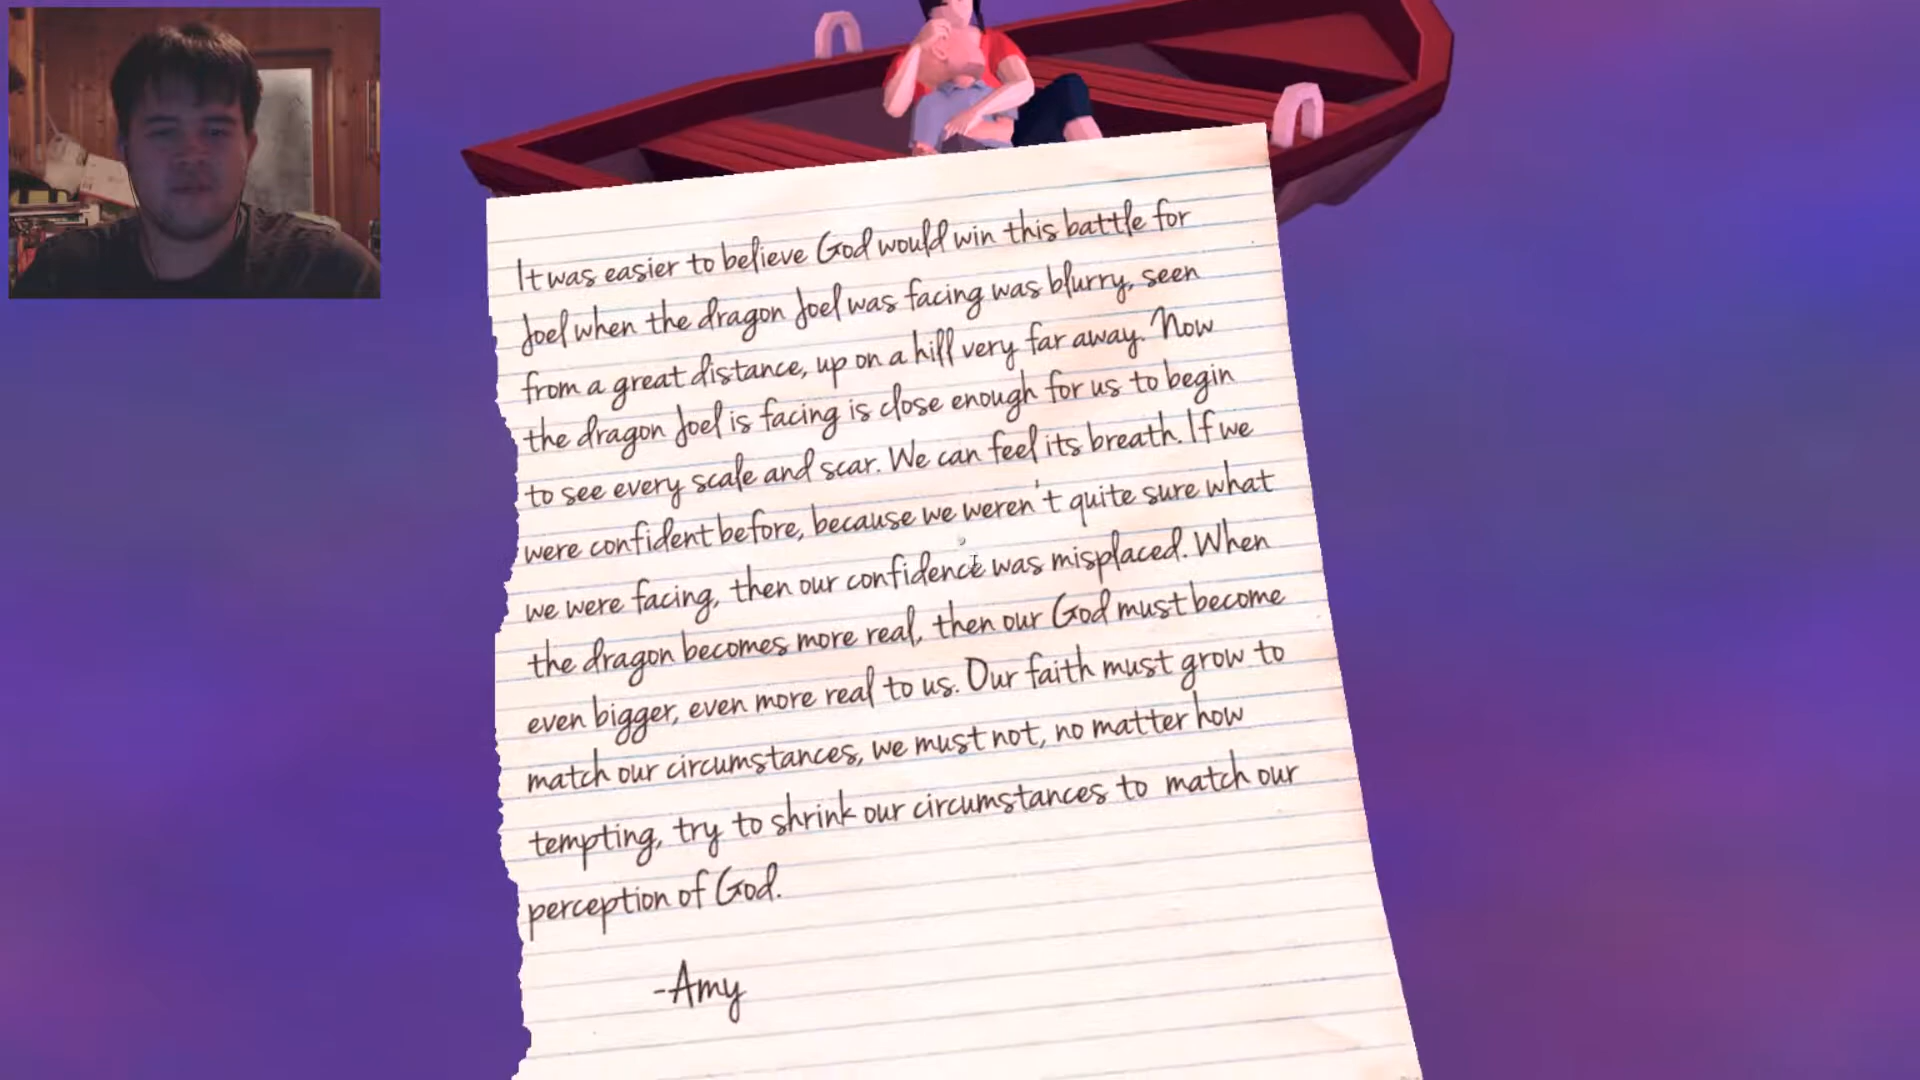 It was easier to believe God would win this battle for
Joel when the dragon Joel was facing was blurry, seen
from a great distance, up on a hill very far away. Now
the dragon Joel is facing is close enough for us to begin
to see every scale and scar. We can feel its breath. If we
were confident before, because we weren't quite sure what
we were facing, then our confidence was misplaced. When
the dragon becomes more real, then our God must become
even bigger, even more real to us. Our faith must grow to
match our circumstances, we must not, no matter how
tempting, try to shrink our circumstances to match our
perception of God.
-Amy